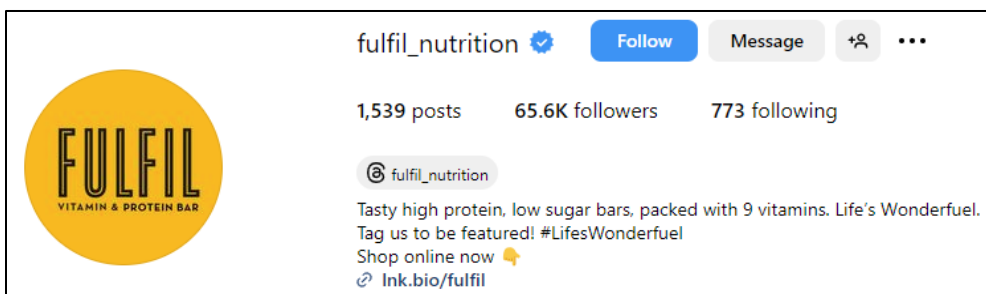 fulfil_nutrition Follow Message
1,539 posts 65.6K followers 773 following
FULFIL
VITAMIN & PROTEIN BAR
fulfil_nutrition
Tasty high protein, low sugar bars, packed with 9 vitamins. Life's Wonderfuel.
Tag us to be featured! #LifesWonderfuel
Shop online now 👇
lnk.bio/fulfil